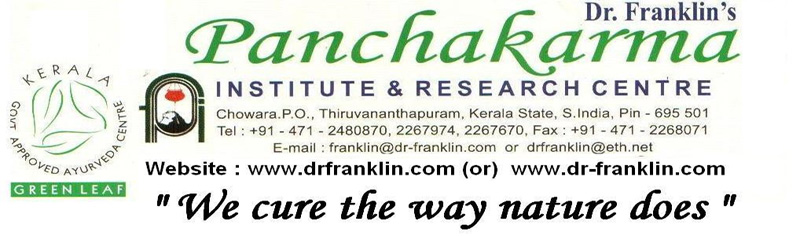 Dr. Franklin's
Panchakarma
INSTITUTE & RESEARCH CENTRE
Chowara.P.O., Thiruvananthapuram, Kerala State, S.India, Pin - 695 501
Tel : +91 - 471 - 2480870, 2267974, 2267670, Fax : +91 - 471 - 2268071
E-mail : franklin@dr-franklin.com or drfranklin@eth.net
Website : www.drfranklin.com (or) www.dr-franklin.com
" We cure the way nature does "
KERALA
GOVT APPROVED AYURVEDA CENTRE
GREEN LEAF